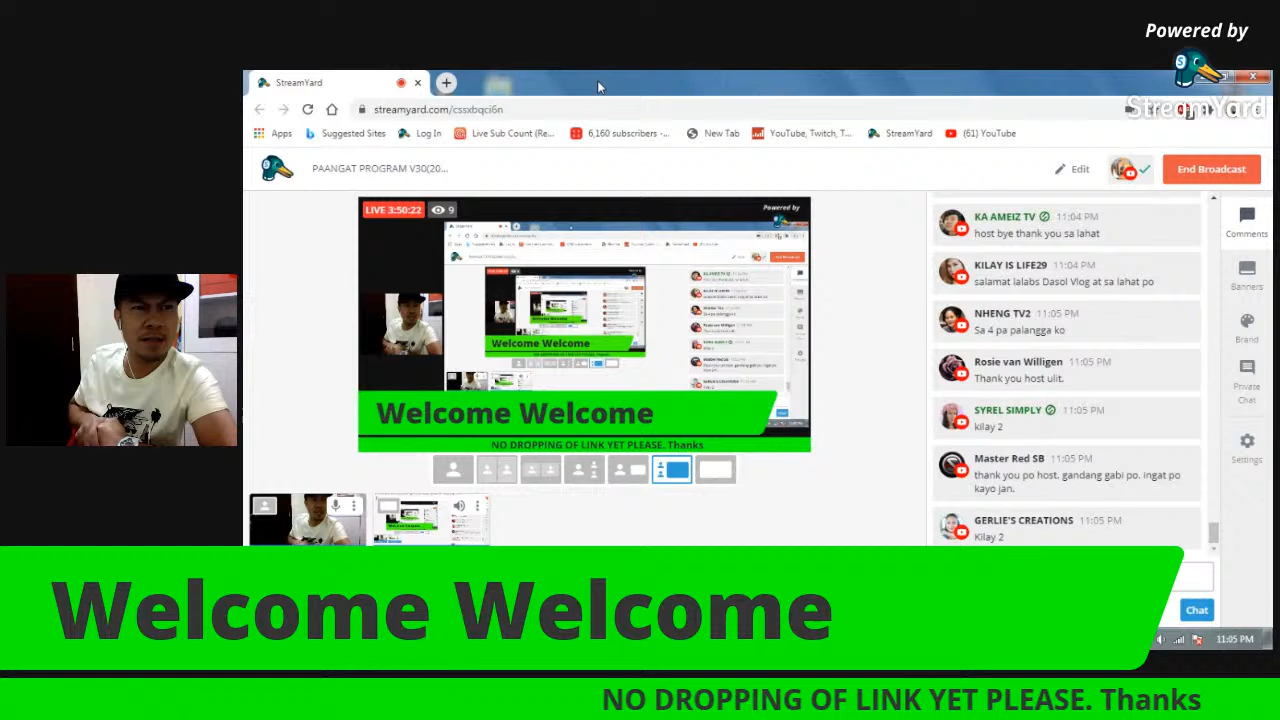 Powered by
StreamYard
StreamYard
streamyard.com/cssxbqci6n
Apps
Suggested Sites
Log In
Live Sub Count (Re...
6,160 subscribers -...
New Tab
YouTube, Twitch, T...
StreamYard
(61) YouTube
PAANGAT PROGRAM V30(20...
Edit
End Broadcast
LIVE 3:50:22
9
Powered by
Welcome Welcome
Welcome Welcome
NO DROPPING OF LINK YET PLEASE. Thanks
KA AMEIZ TV 11:04 PM
host bye thank you sa lahat
KILAY IS LIFE29 11:04 PM
salamat lalabs Dasol Vlog at sa lahat po
NHENG TV2 11:05 PM
Sa 4 pa palangga ko
Rosie van Willigen 11:05 PM
Thank you host ulit.
SYREL SIMPLY 11:05 PM
kilay 2
Master Red SB 11:05 PM
thank you po host. gandang gabi po. ingat po
kayo jan.
GERLIE'S CREATIONS 11:05 PM
Kilay 2
Comments
Banners
Brand
Private
Chat
Settings
Chat
11:05 PM
Welcome Welcome
NO DROPPING OF LINK YET PLEASE. Thanks